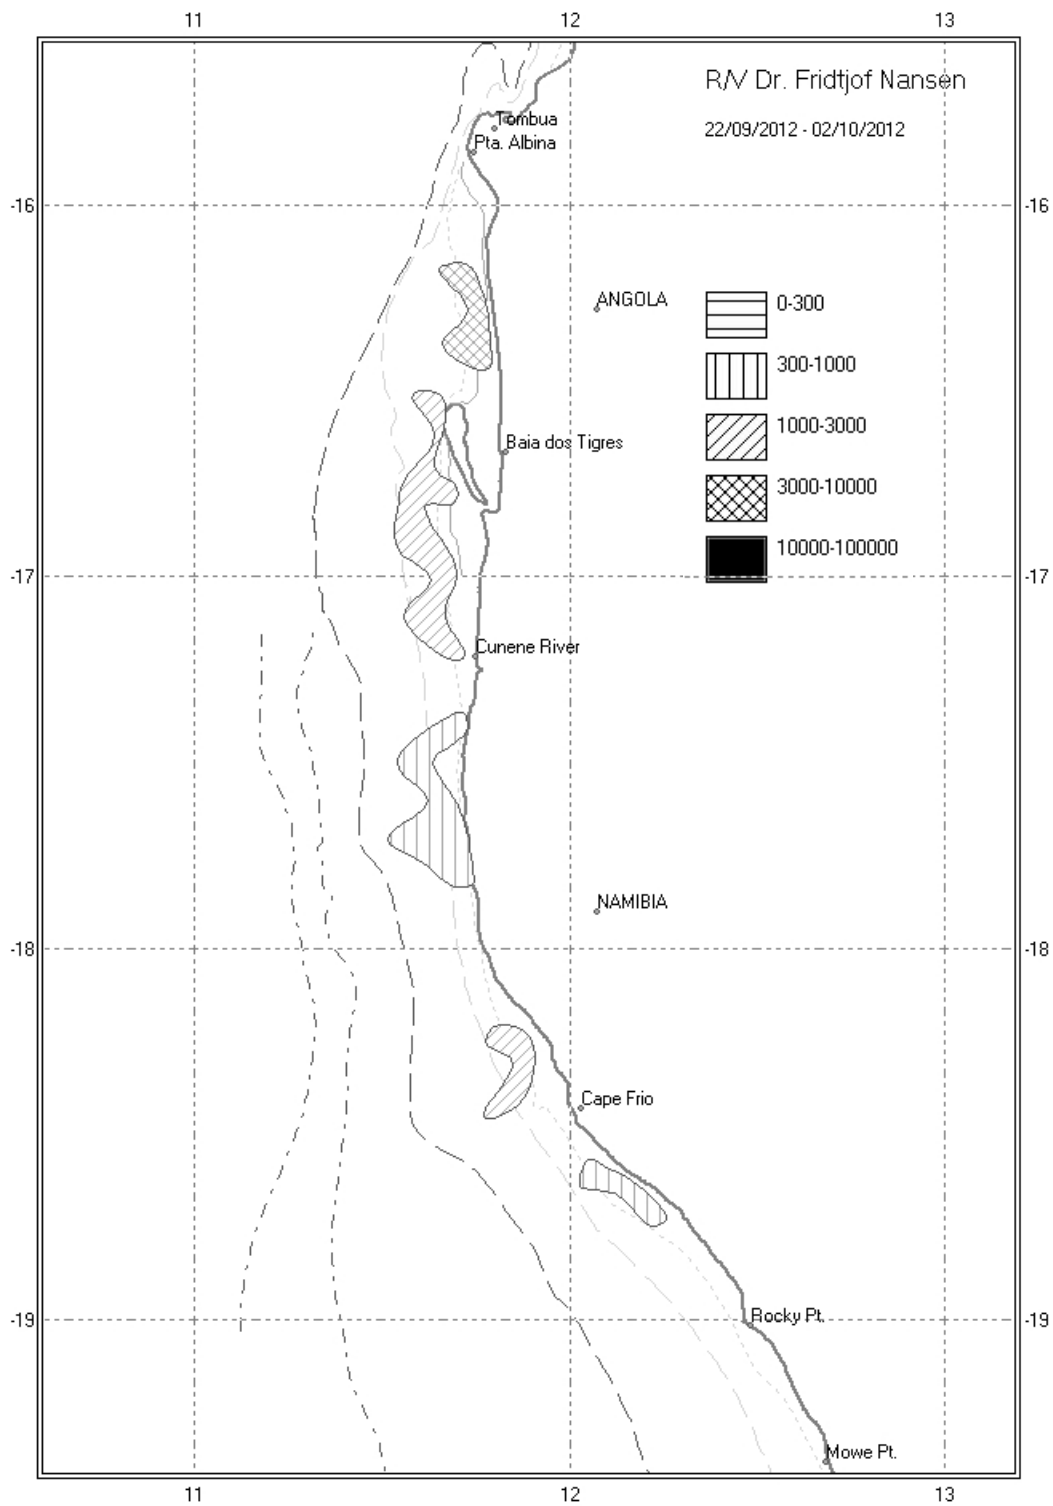 11 12 13
R/V Dr. Fridtjof Nansen
Tombua
22/09/2012 - 02/10/2012
Pta. Albina
-16 -16
ANGOLA
0-300
300-1000
1000-3000
Baia dos Tigres
3000-10000
10000-100000
-17 -17
Cunene River
NAMIBIA
-18 -18
Cape Frio
-19 -19
Rocky Pt.
Mowe Pt.
11 12 13